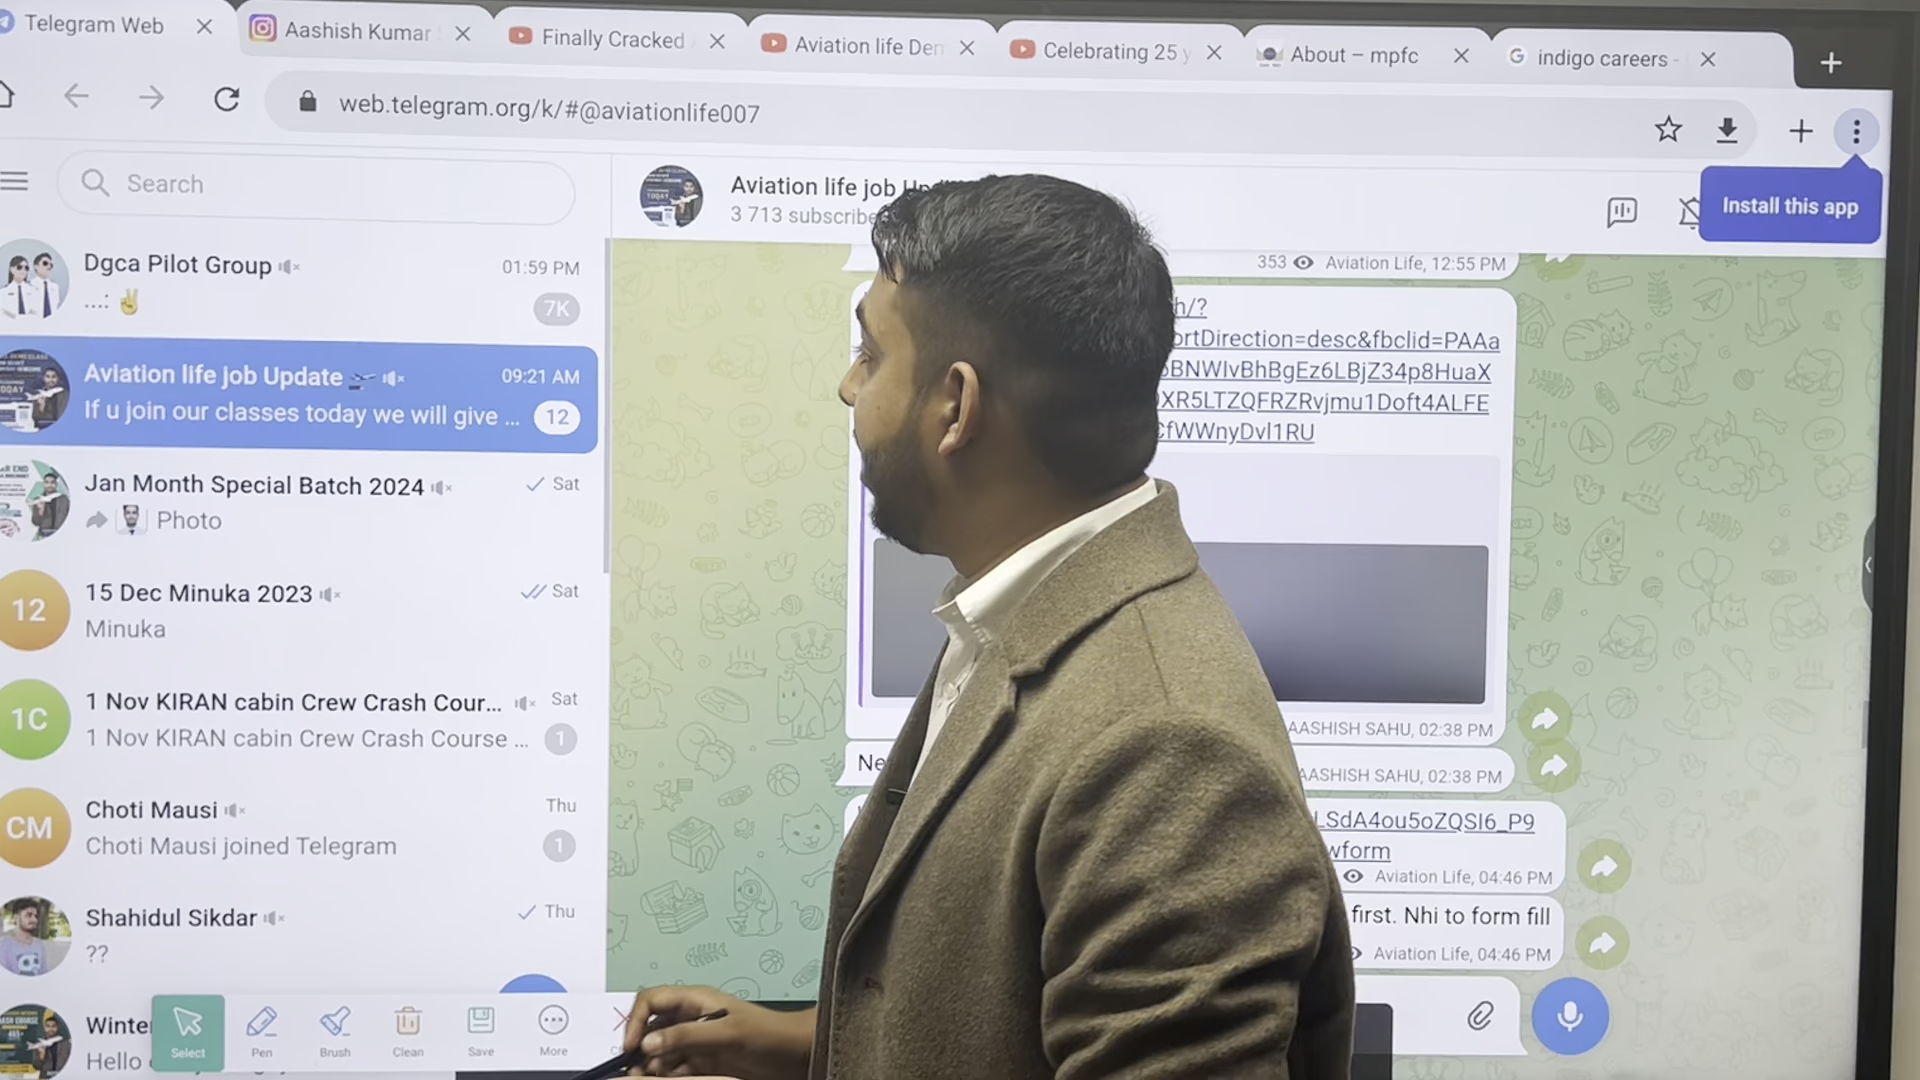 Telegram Web
Aashish Kumar
Finally Cracked
Aviation life Den
Celebrating 25 y
About – mpfc
indigo careers -
web.telegram.org/k/#@aviationlife007
Search
Aviation life job
3 713 subscribe
Install this app
Dgca Pilot Group
01:59 PM
...: ✌
7K
Aviation life job Update
09:21 AM
If u join our classes today we will give ...
12
Jan Month Special Batch 2024
Sat
Photo
12
15 Dec Minuka 2023
Sat
Minuka
1C
1 Nov KIRAN cabin Crew Crash Cour...
Sat
1 Nov KIRAN cabin Crew Crash Course ...
1
CM
Choti Mausi
Thu
Choti Mausi joined Telegram
1
Shahidul Sikdar
Thu
??
Winte
Hello
353 Aviation Life, 12:55 PM
h/?
ortDirection=desc&fbclid=PAAa
BNWIvBhBgEz6LBjZ34p8HuaX
XR5LTZQFRZRvjmu1Doft4ALFE
fWWnyDvl1RU
AASHISH SAHU, 02:38 PM
Ne
AASHISH SAHU, 02:38 PM
LSdA4ou5oZQSI6_P9
wform
Aviation Life, 04:46 PM
first. Nhi to form fill
Aviation Life, 04:46 PM
Select
Pen
Brush
Clean
Save
More